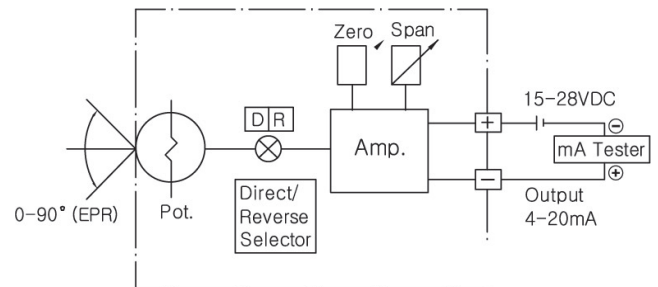 Zero Span
15-28VDC
D R
+
⊖
Amp.
mA Tester
⊕
−
0-90° (EPR)
Pot.
Direct/
Reverse
Selector
Output
4-20mA